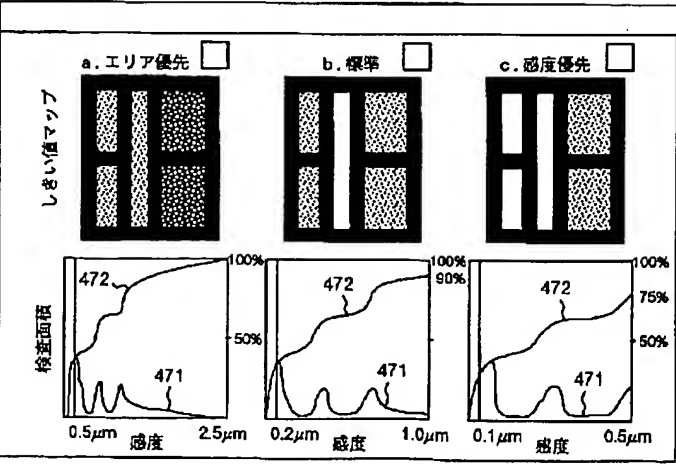 a.エリア優先
b.標準
c.感度優先
しきい値マップ
検査面積
472
471
100%
50%
0.5μm
感度
2.5μm
472
471
100%
90%
0.2μm
感度
1.0μm
472
471
100%
75%
50%
0.1μm
感度
0.5μm